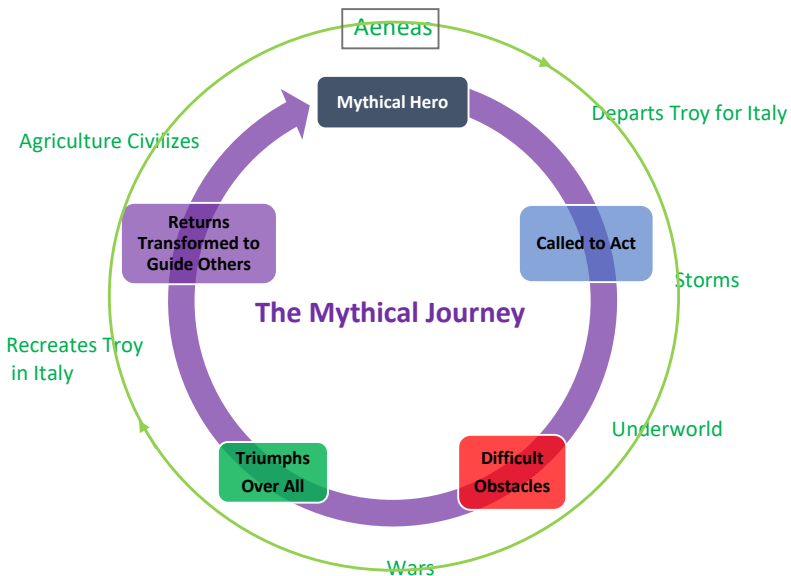 Aeneas
Mythical Hero
Departs Troy for Italy
Agriculture Civilizes
Returns
Transformed to
Guide Others
Called to Act
Storms
The Mythical Journey
Recreates Troy
in Italy
Underworld
Triumphs
Over All
Difficult
Obstacles
Wars